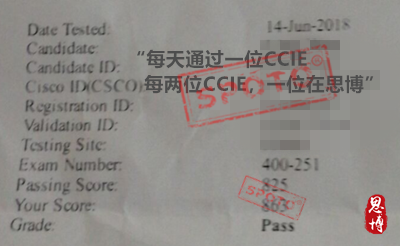 Date Tested: 14-Jun-2018
Candidate:
“每天通过一位CCIE
Candidate ID:
Cisco ID(CSCO)
每两位CCIE，一位在思博”
SPOTO
Registration ID:
Validation ID:
Testing Site:
Exam Number: 400-251
Passing Score: 825
Your Score:
SPOTO
Grade: Pass
思博